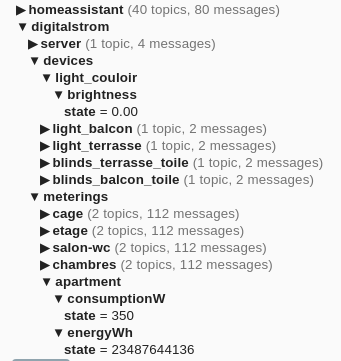 ▶ homeassistant (40 topics, 80 messages)
▼ digitalstrom
▶ server (1 topic, 4 messages)
▼ devices
▼ light_couloir
▼ brightness
state = 0.00
▶ light_balcon (1 topic, 2 messages)
▶ light_terrasse (1 topic, 2 messages)
▶ blinds_terrasse_toile (1 topic, 2 messages)
▶ blinds_balcon_toile (1 topic, 2 messages)
▼ meterings
▶ cage (2 topics, 112 messages)
▶ etage (2 topics, 112 messages)
▶ salon-wc (2 topics, 112 messages)
▶ chambres (2 topics, 112 messages)
▼ apartment
▼ consumptionW
state = 350
▼ energyWh
state = 23487644136